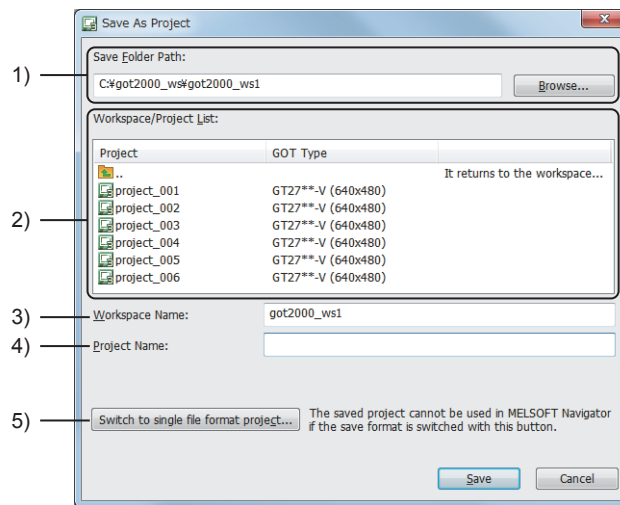 Save As Project
1)
Save Folder Path:
C:¥got2000_ws¥got2000_ws1
Browse...
2)
Workspace/Project List:
Project GOT Type
.. It returns to the workspace...
project_001 GT27**-V (640x480)
project_002 GT27**-V (640x480)
project_003 GT27**-V (640x480)
project_004 GT27**-V (640x480)
project_005 GT27**-V (640x480)
project_006 GT27**-V (640x480)
3) Workspace Name: got2000_ws1
4) Project Name:
5) Switch to single file format project... The saved project cannot be used in MELSOFT Navigator
if the save format is switched with this button.
Save Cancel